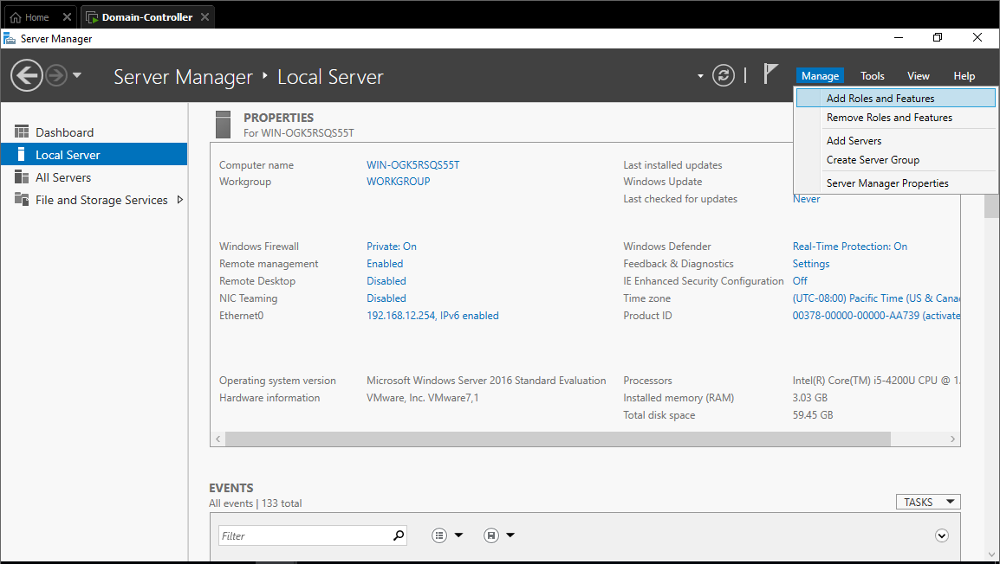 Home
Domain-Controller
Server Manager
Server Manager
Local Server
Manage
Tools
View
Help
Add Roles and Features
Remove Roles and Features
Add Servers
Create Server Group
Server Manager Properties
Dashboard
Local Server
All Servers
File and Storage Services
PROPERTIES
For WIN-OGK5RSQS55T
Computer name WIN-OGK5RSQS55T
Workgroup WORKGROUP
Last installed updates
Windows Update
Last checked for updates Never
Windows Firewall Private: On
Remote management Enabled
Remote Desktop Disabled
NIC Teaming Disabled
Ethernet0 192.168.12.254, IPv6 enabled
Windows Defender Real-Time Protection: On
Feedback & Diagnostics Settings
IE Enhanced Security Configuration Off
Time zone (UTC-08:00) Pacific Time (US & Cana
Product ID 00378-00000-00000-AA739 (activate
Operating system version Microsoft Windows Server 2016 Standard Evaluation
Hardware information VMware, Inc. VMware7,1
Processors Intel(R) Core(TM) i5-4200U CPU @ 1.
Installed memory (RAM) 3.03 GB
Total disk space 59.45 GB
EVENTS
All events | 133 total
TASKS
Filter